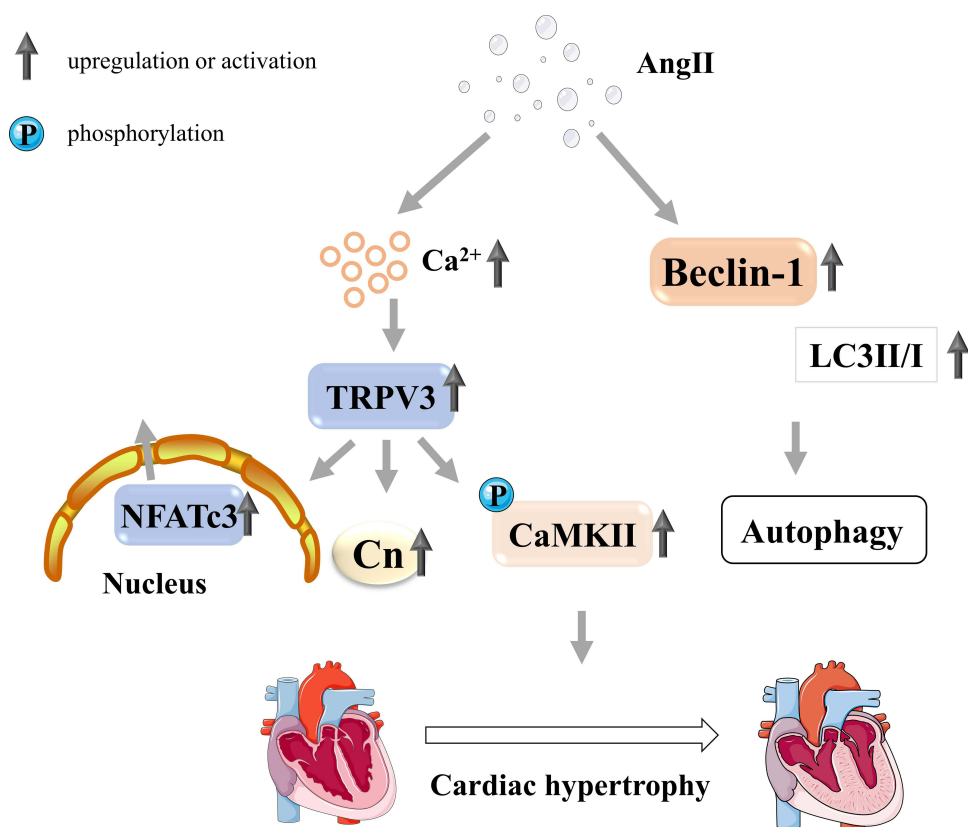 upregulation or activation
P phosphorylation
AngII
Ca²⁺
Beclin-1
LC3II/I
TRPV3
P
NFATc3
Cn
CaMKII
Autophagy
Nucleus
Cardiac hypertrophy